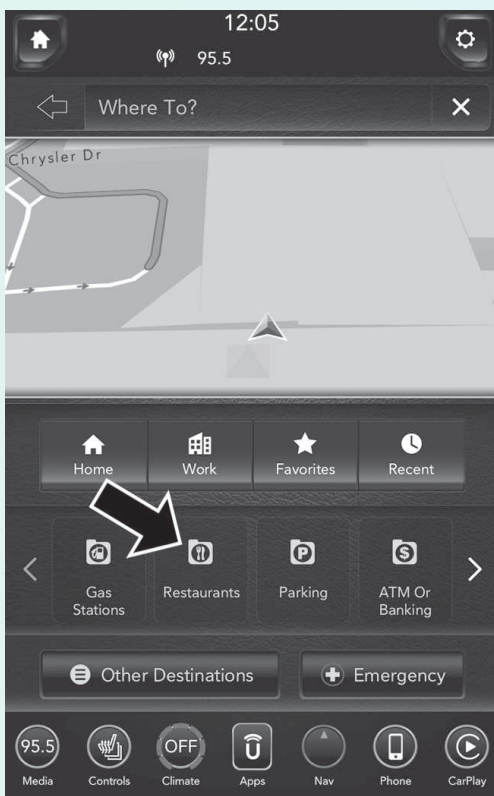 12:05
95.5
Where To?
Chrysler Dr
Home Work Favorites Recent
P $
Gas Restaurants Parking ATM Or
Stations Banking
Other Destinations Emergency
95.5 OFF
Media Controls Climate Apps Nav Phone CarPlay